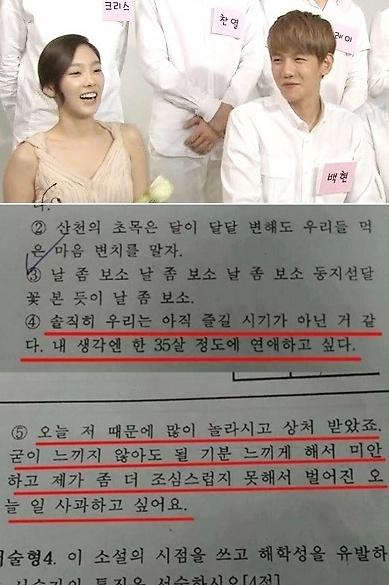 크리스
찬열
레이
백현
② 산천의 초목은 달이 달달 변해도 우리들 먹
은 마음 변치를 말자.
③ 날 좀 보소 날 좀 보소 날 좀 보소 동지섣달
꽃 본 듯이 날 좀 보소.
④ 솔직히 우리는 아직 즐길 시기가 아닌 거 같
다. 내 생각엔 한 35살 정도에 연애하고 싶다.
⑤ 오늘 저 때문에 많이 놀라시고 상처 받았죠.
굳이 느끼지 않아도 될 기분 느끼게 해서 미안
하고 제가 좀 더 조심스럽지 못해서 벌어진 오
늘 일 사과하고 싶어요.
서술형4. 이 소설의 시점을 쓰고 해학성을 유발하